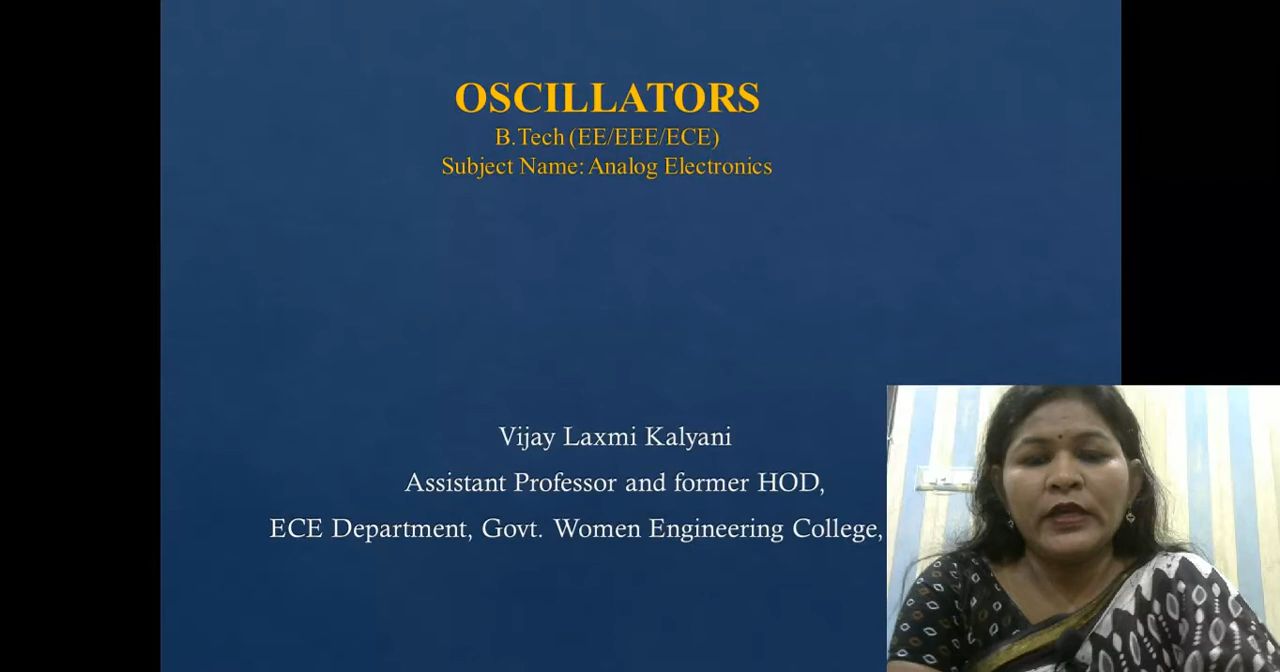 OSCILLATORS
B.Tech (EE/EEE/ECE)
Subject Name: Analog Electronics
Vijay Laxmi Kalyani
Assistant Professor and former HOD,
ECE Department, Govt. Women Engineering College,